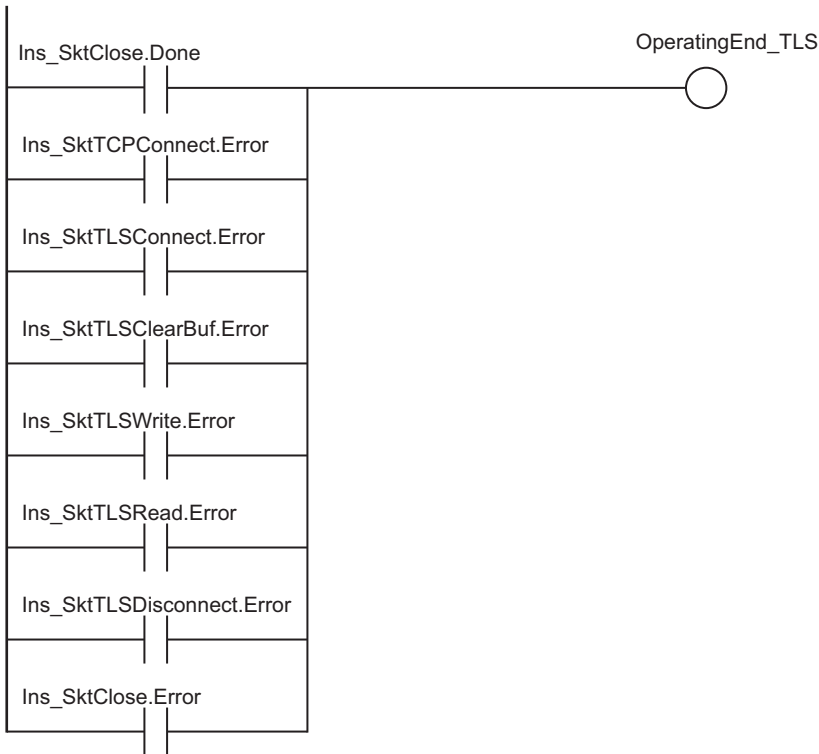 Ins_SktClose.Done
OperatingEnd_TLS
Ins_SktTCPConnect.Error
Ins_SktTLSConnect.Error
Ins_SktTLSClearBuf.Error
Ins_SktTLSWrite.Error
Ins_SktTLSRead.Error
Ins_SktTLSDisconnect.Error
Ins_SktClose.Error